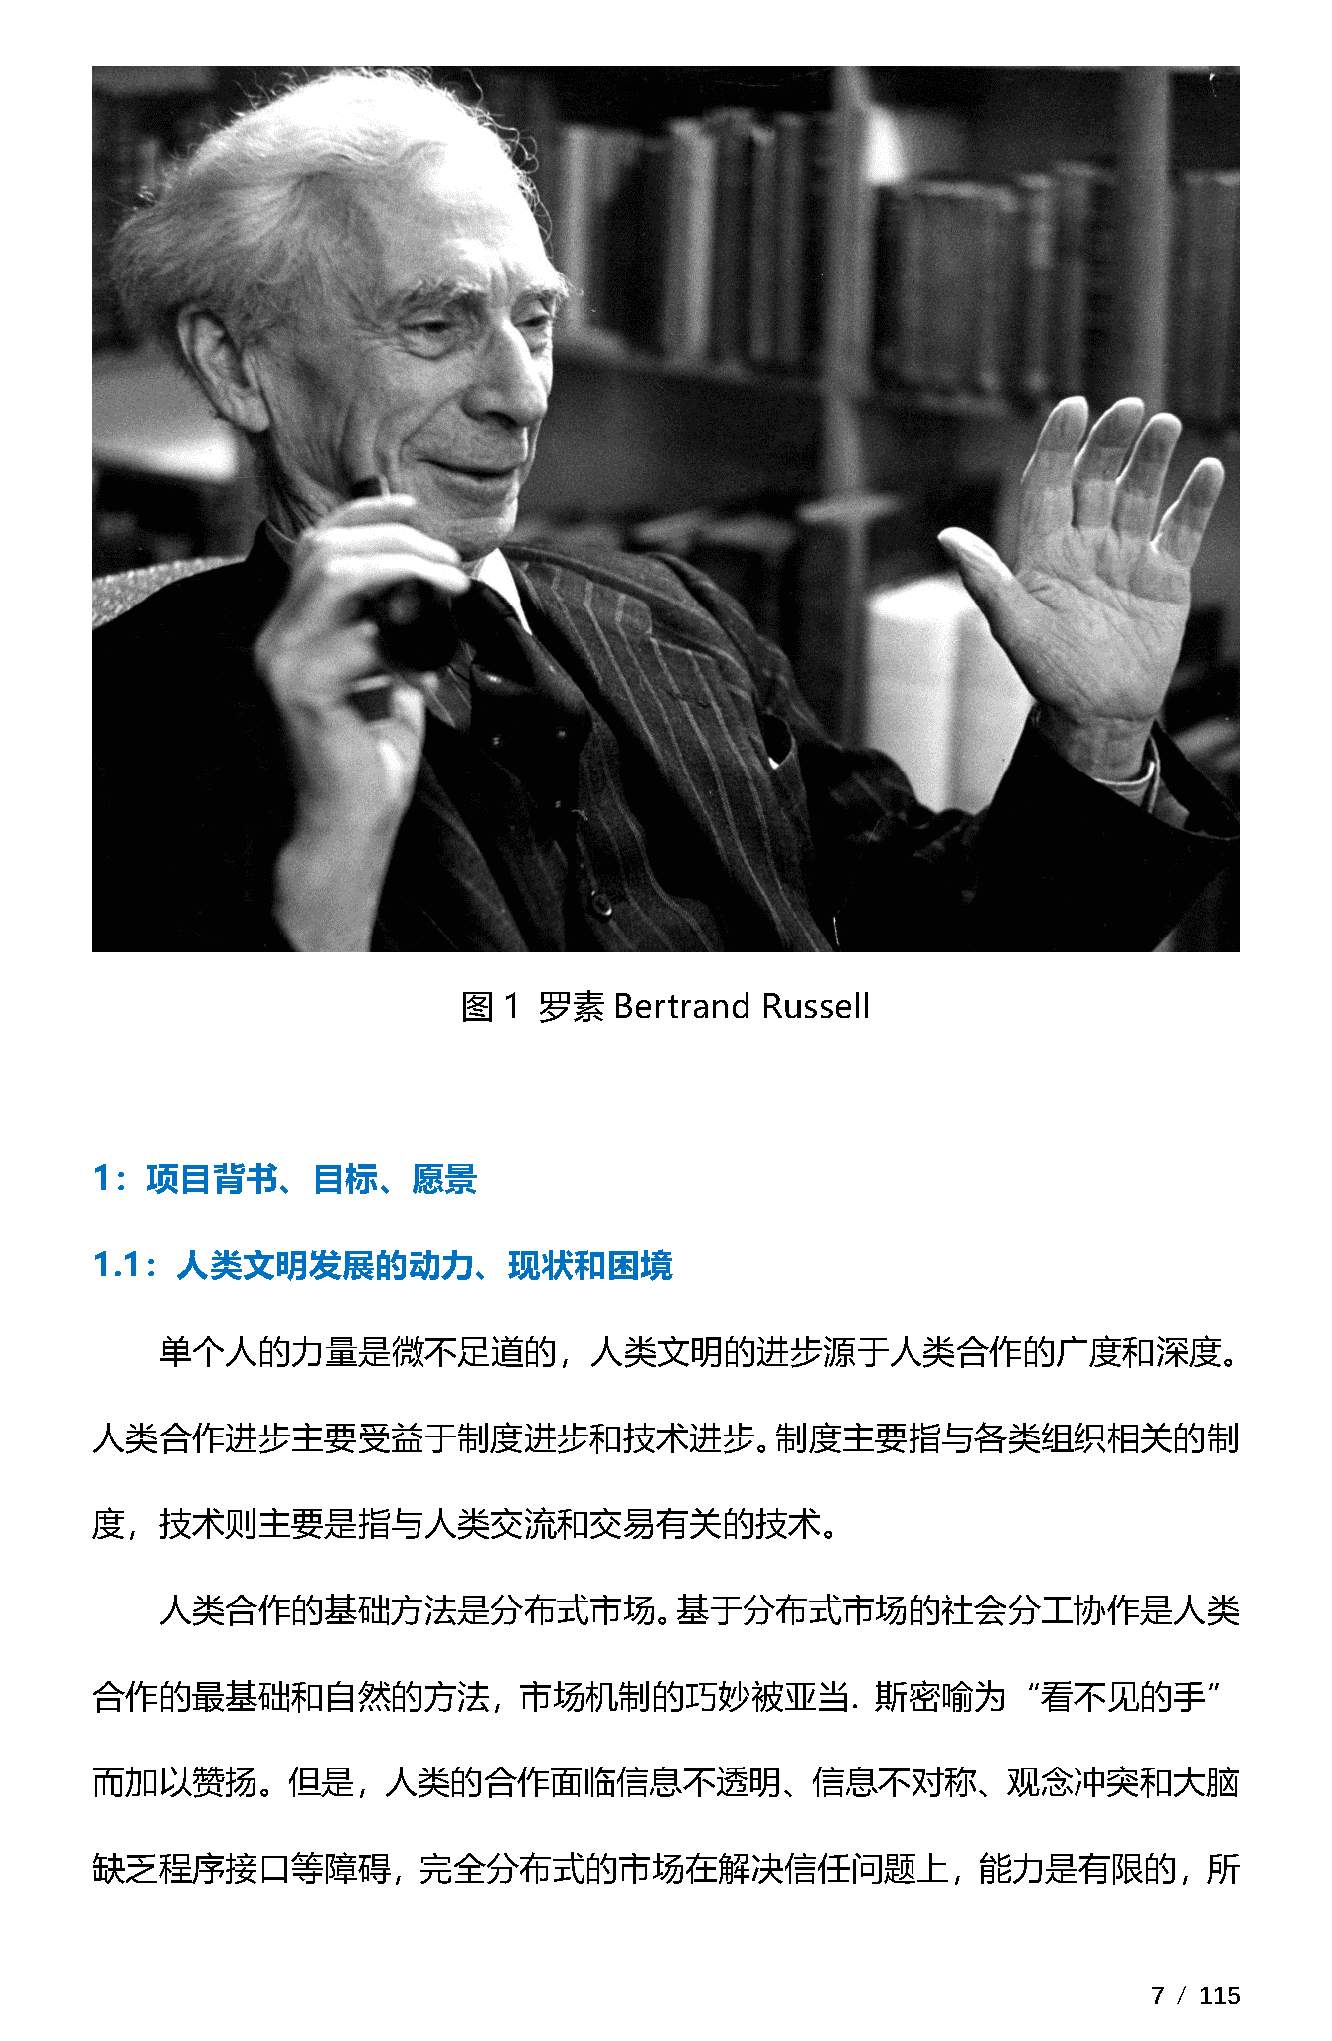 图 1 罗素 Bertrand Russell
1：项目背书、目标、愿景
1.1：人类文明发展的动力、现状和困境
单个人的力量是微不足道的，人类文明的进步源于人类合作的广度和深度。
人类合作进步主要受益于制度进步和技术进步。制度主要指与各类组织相关的制
度，技术则主要是指与人类交流和交易有关的技术。
人类合作的基础方法是分布式市场。基于分布式市场的社会分工协作是人类
合作的最基础和自然的方法，市场机制的巧妙被亚当. 斯密喻为“看不见的手”
而加以赞扬。但是，人类的合作面临信息不透明、信息不对称、观念冲突和大脑
缺乏程序接口等障碍，完全分布式的市场在解决信任问题上，能力是有限的，所
7 / 115